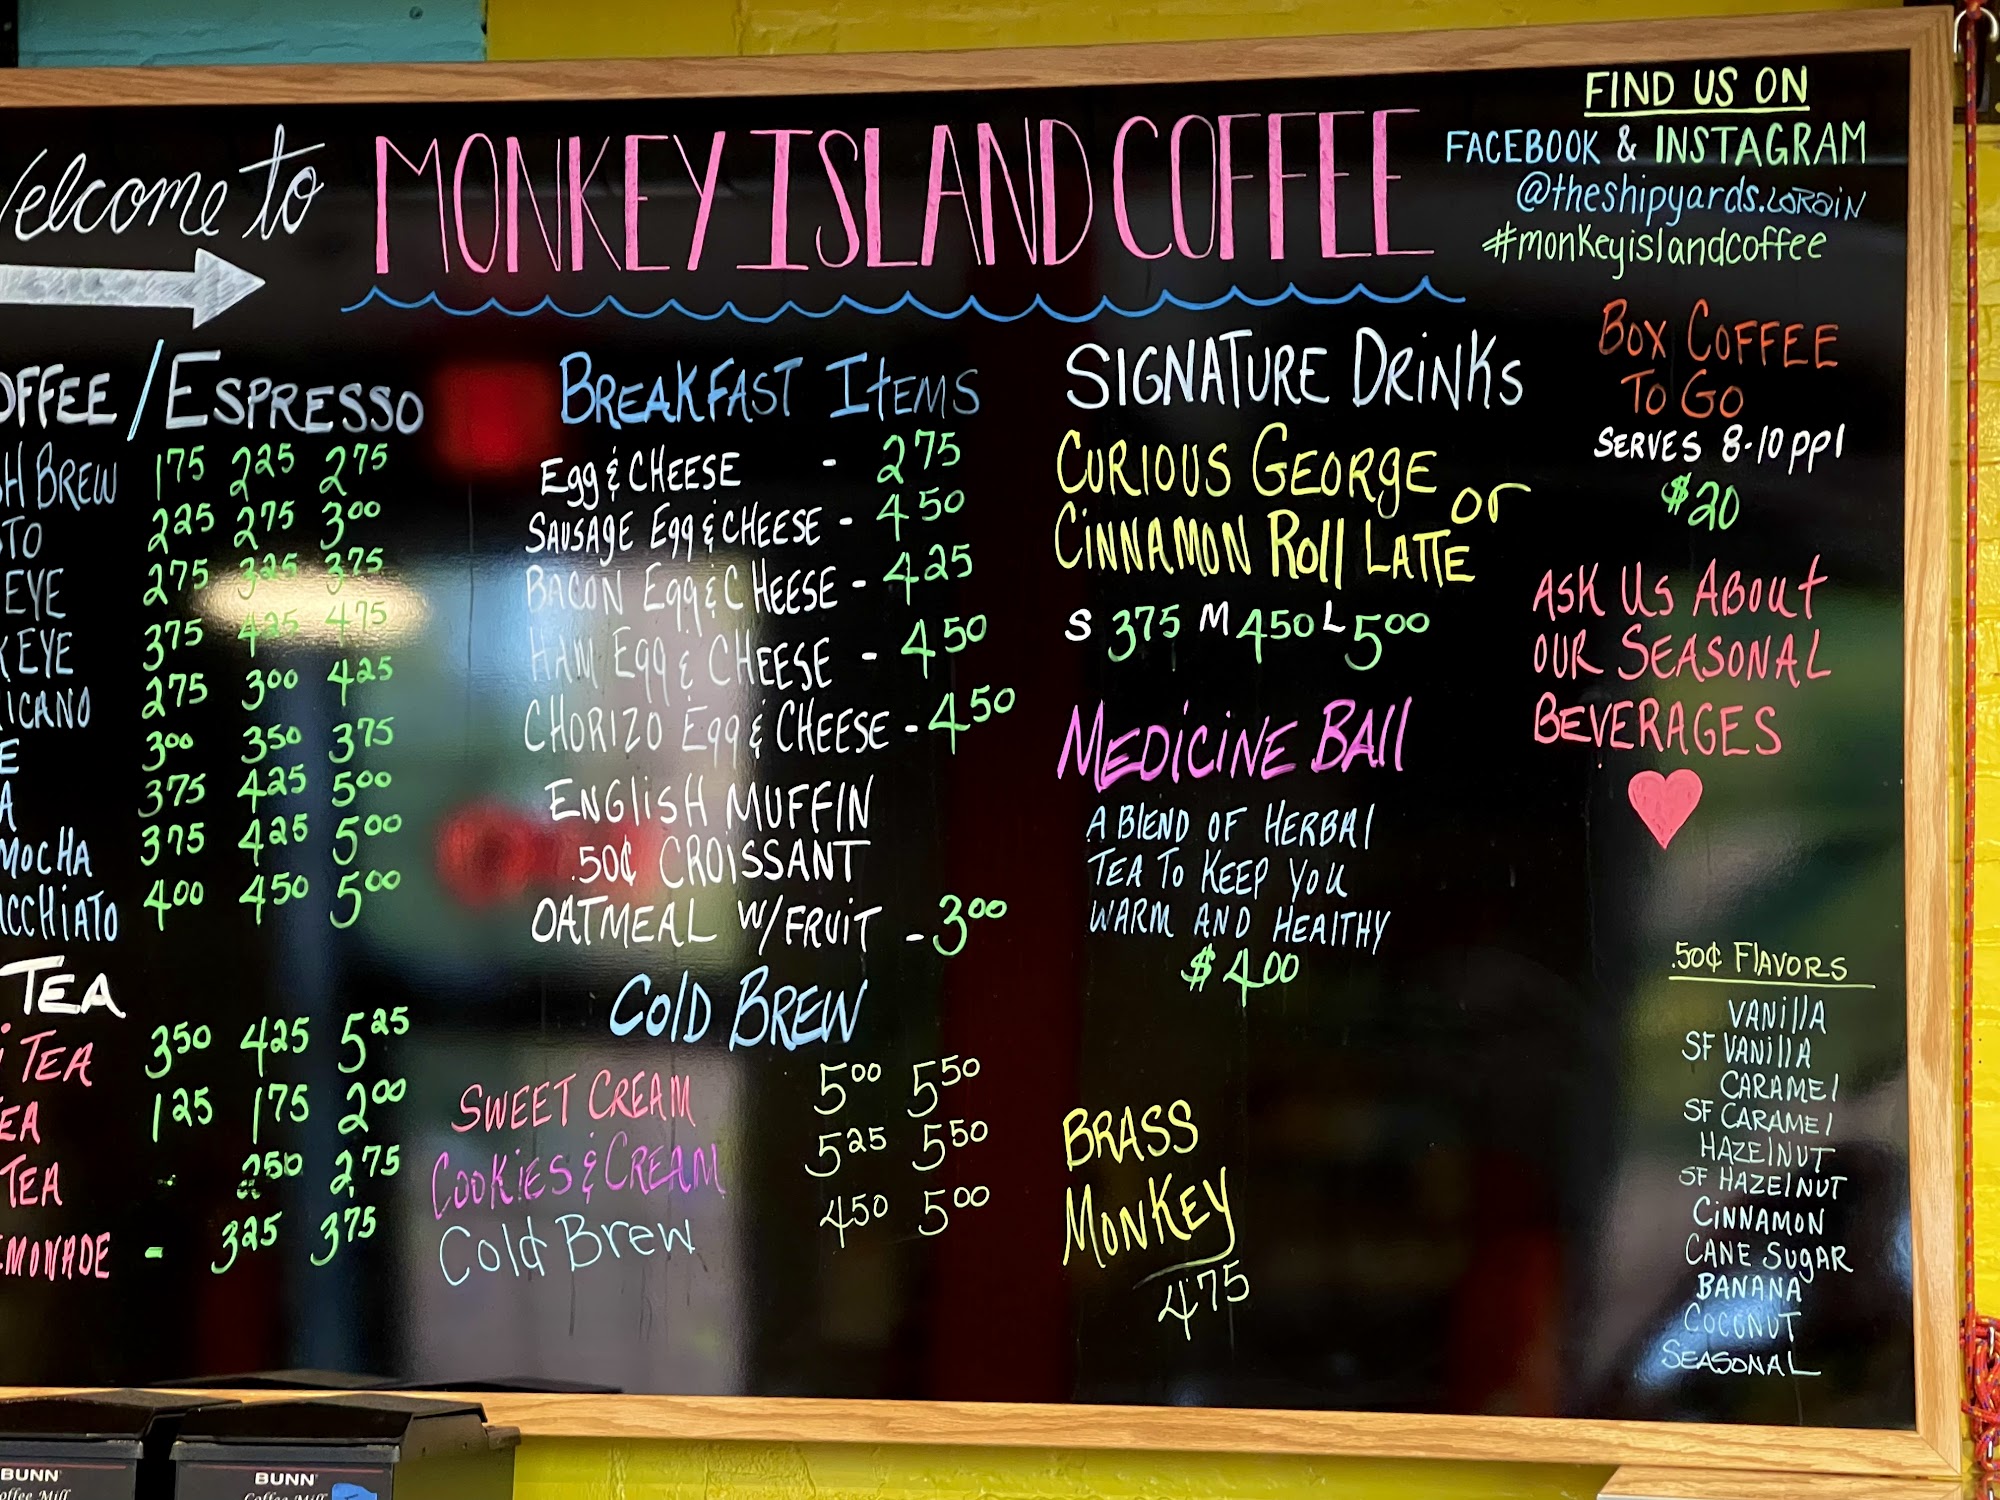 Welcome to MONKEY ISLAND COFFEE
FIND US ON
FACEBOOK & INSTAGRAM
@theshipyards.LORAIN
#monkeyislandcoffee
OFFEE / ESPRESSO
H BREW 175 225 275
TO 225 275 300
EYE 275 325 375
K EYE 375 425 475
ICANO 275 300 425
E 300 350 375
A 375 425 500
MOCHA 375 425 500
ACCHIATO 400 450 500
TEA
i TEA 350 425 525
EA 125 175 200
TEA - 250 275
EMONADE - 325 375
BREAKFAST ITEMS
Egg & CHEESE - 275
SAUSAGE Egg & CHEESE - 450
BACON Egg & CHEESE - 425
HAM Egg & CHEESE - 450
CHORIZO Egg & CHEESE - 450
ENGLISH MUFFIN
.50¢ CROISSANT
OATMEAL W/ FRUIT - 300
COLD BREW
SWEET CREAM 500 550
COOKIES & CREAM 525 550
Cold Brew 450 500
SIGNATURE DRINKS
CURIOUS GEORGE or
CINNAMON ROLL LATTE
S 375 M 450 L 500
MEDICINE BALL
A BLEND OF HERBAL
TEA TO KEEP YOU
WARM AND HEALTHY
$4.00
BRASS
MONKEY
475
BOX COFFEE
TO GO
SERVES 8-10 ppl
$20
ASK US ABOUT
OUR SEASONAL
BEVERAGES
.50¢ FLAVORS
VANILLA
SF VANILLA
CARAMEL
SF CARAMEL
HAZELNUT
SF HAZELNUT
CINNAMON
CANE SUGAR
BANANA
COCONUT
SEASONAL
BUNN
offee Mill
BUNN
Coffee Mill